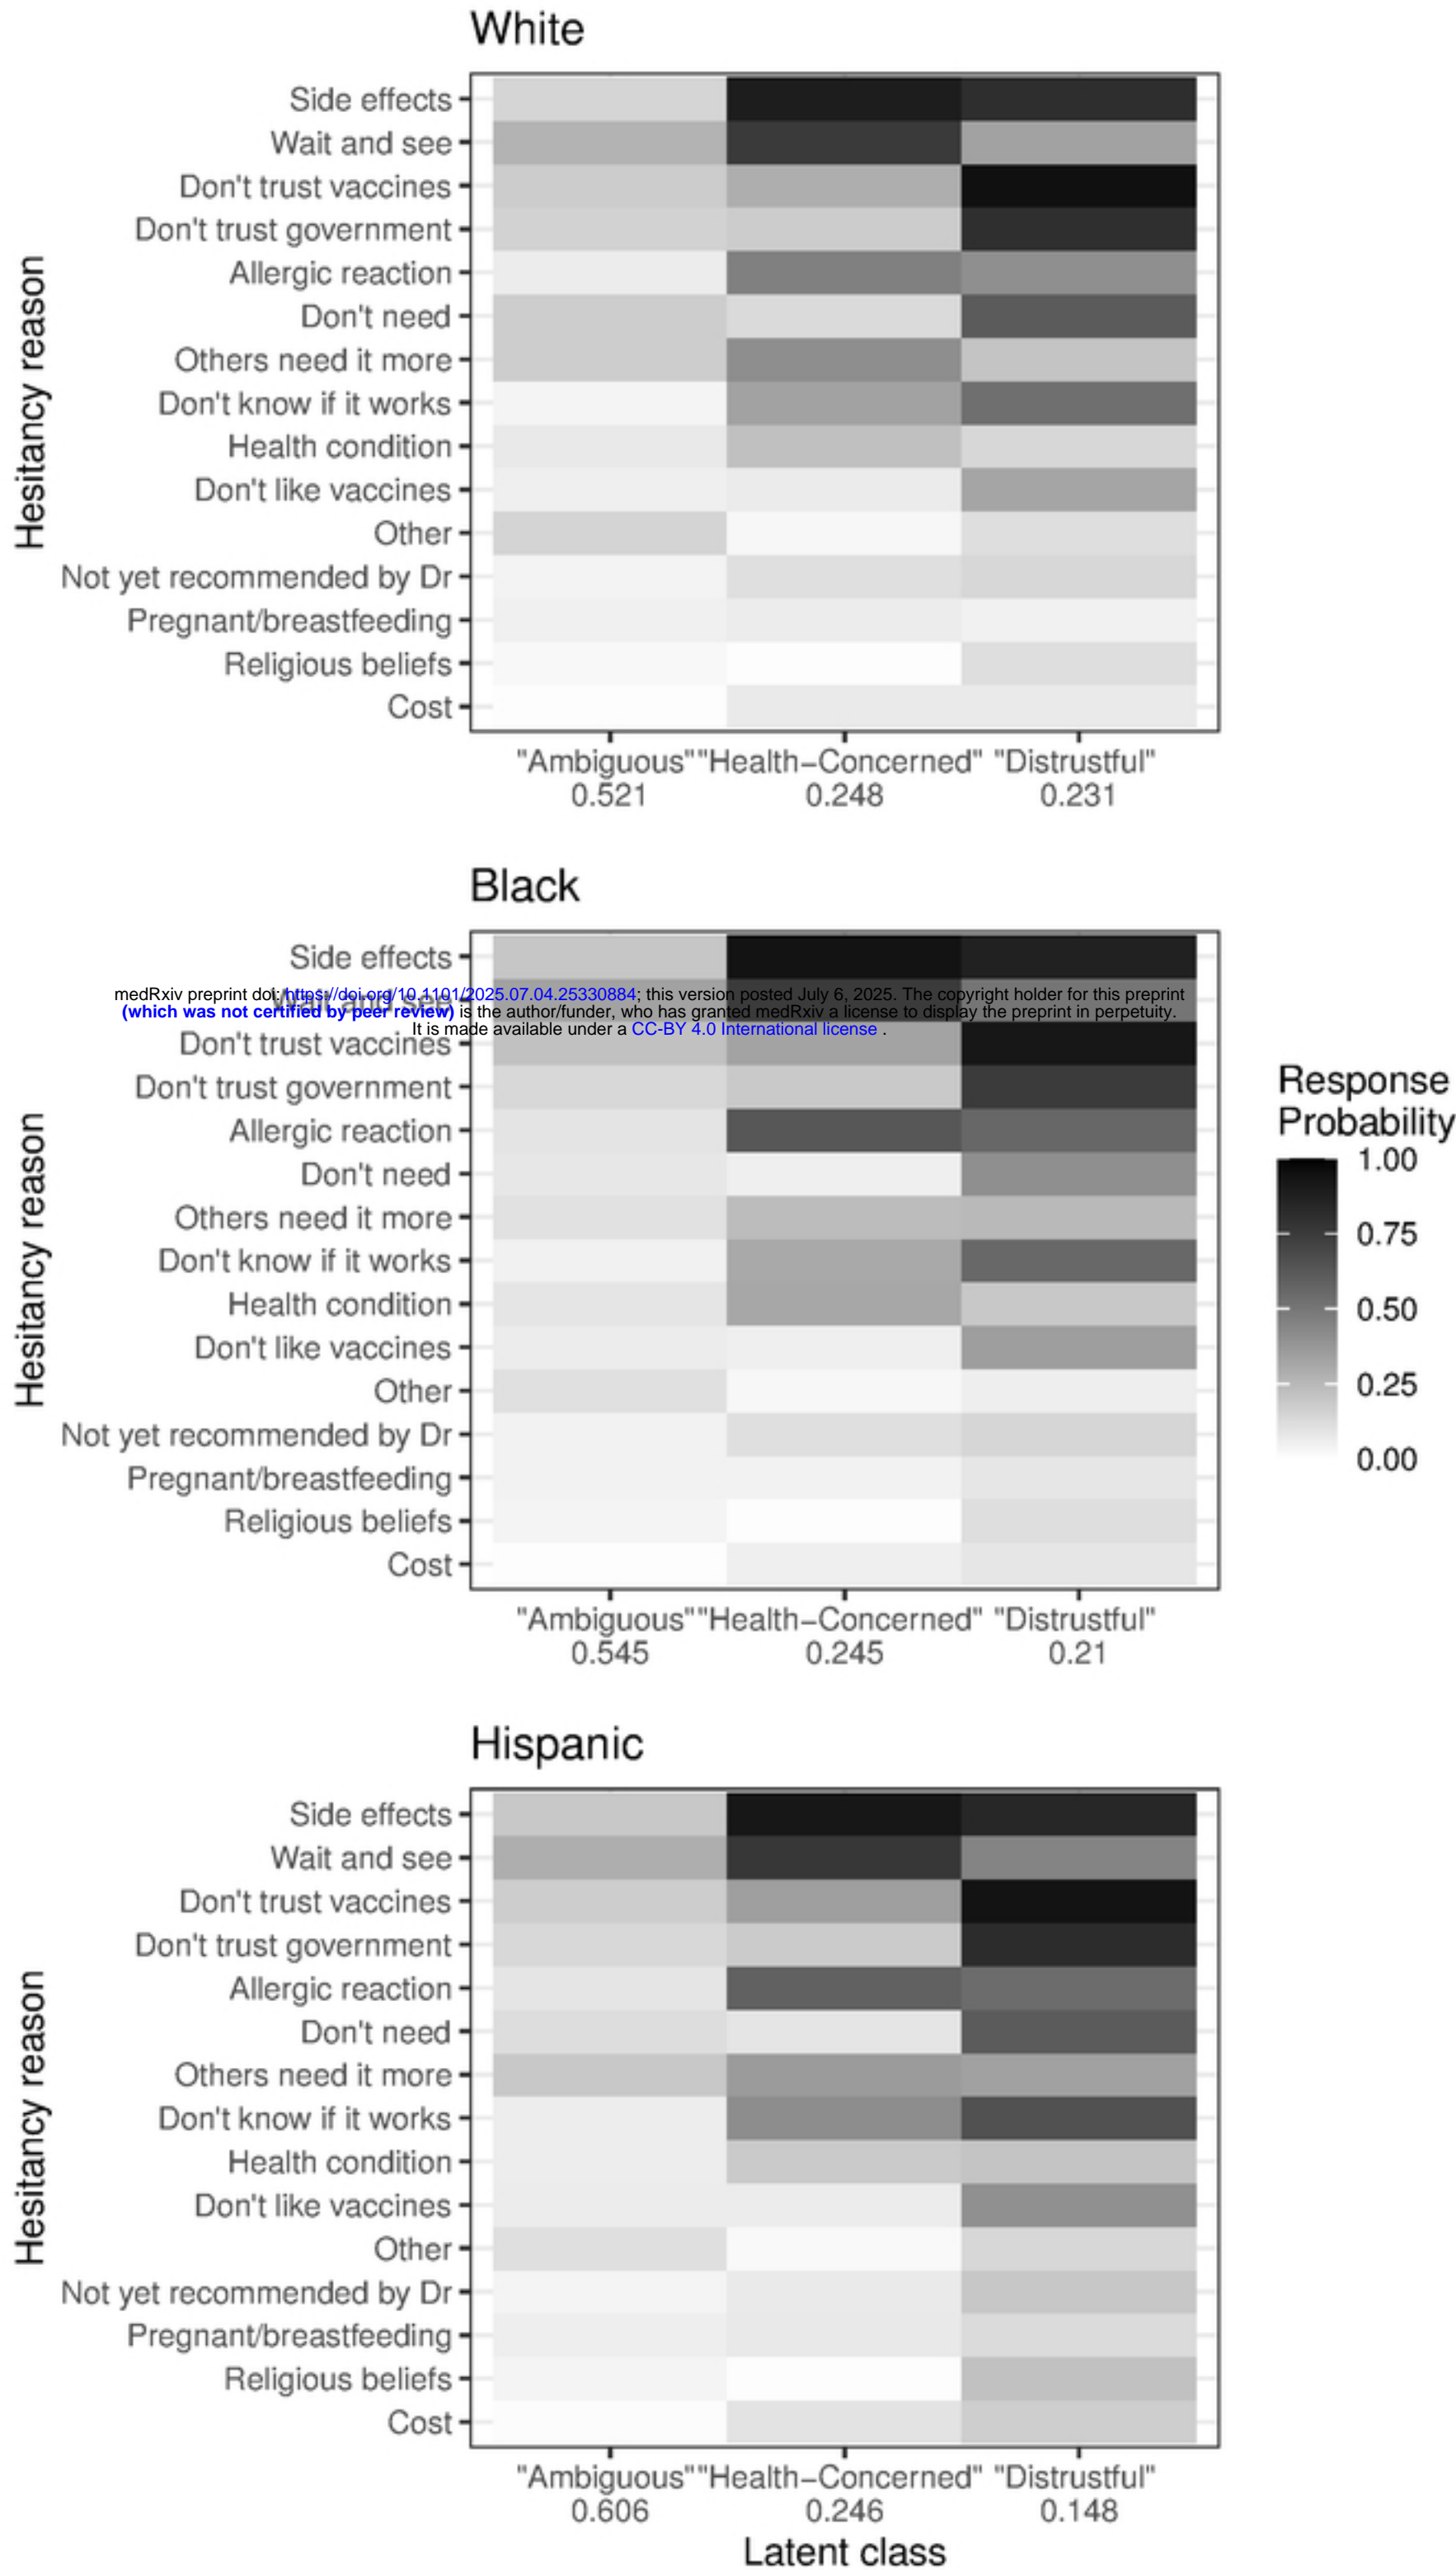 White
Hesitancy reason
Side effects
Wait and see
Don't trust vaccines
Don't trust government
Allergic reaction
Don't need
Others need it more
Don't know if it works
Health condition
Don't like vaccines
Other
Not yet recommended by Dr
Pregnant/breastfeeding
Religious beliefs
Cost
"Ambiguous" "Health–Concerned" "Distrustful"
0.521 0.248 0.231
Black
Hesitancy reason
Side effects
Wait and see
medRxiv preprint doi: https://doi.org/10.1101/2025.07.04.25330884; this version posted July 6, 2025. The copyright holder for this preprint
(which was not certified by peer review) is the author/funder, who has granted medRxiv a license to display the preprint in perpetuity.
It is made available under a CC-BY 4.0 International license .
Don't trust vaccines
Don't trust government
Allergic reaction
Don't need
Others need it more
Don't know if it works
Health condition
Don't like vaccines
Other
Not yet recommended by Dr
Pregnant/breastfeeding
Religious beliefs
Cost
"Ambiguous" "Health–Concerned" "Distrustful"
0.545 0.245 0.21
Response
Probability
1.00
0.75
0.50
0.25
0.00
Hispanic
Hesitancy reason
Side effects
Wait and see
Don't trust vaccines
Don't trust government
Allergic reaction
Don't need
Others need it more
Don't know if it works
Health condition
Don't like vaccines
Other
Not yet recommended by Dr
Pregnant/breastfeeding
Religious beliefs
Cost
"Ambiguous" "Health–Concerned" "Distrustful"
0.606 0.246 0.148
Latent class